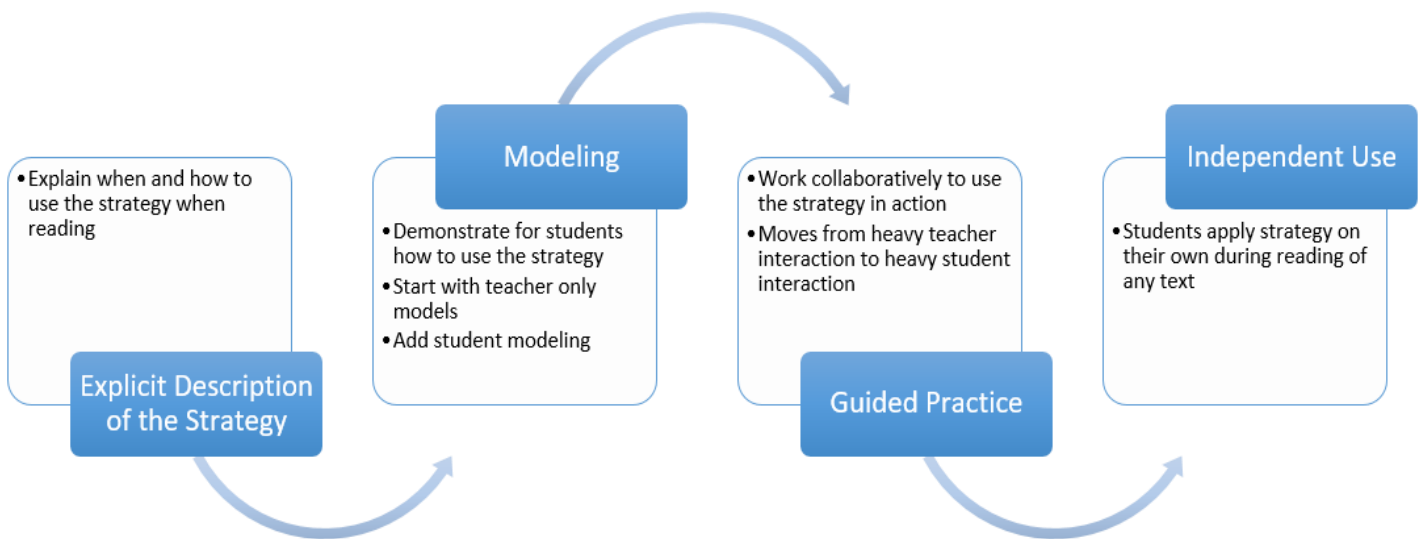 •Explain when and how to
use the strategy when
reading
Explicit Description
of the Strategy
Modeling
•Demonstrate for students
how to use the strategy
•Start with teacher only
models
•Add student modeling
•Work collaboratively to use
the strategy in action
•Moves from heavy teacher
interaction to heavy student
interaction
Guided Practice
Independent Use
•Students apply strategy on
their own during reading of
any text